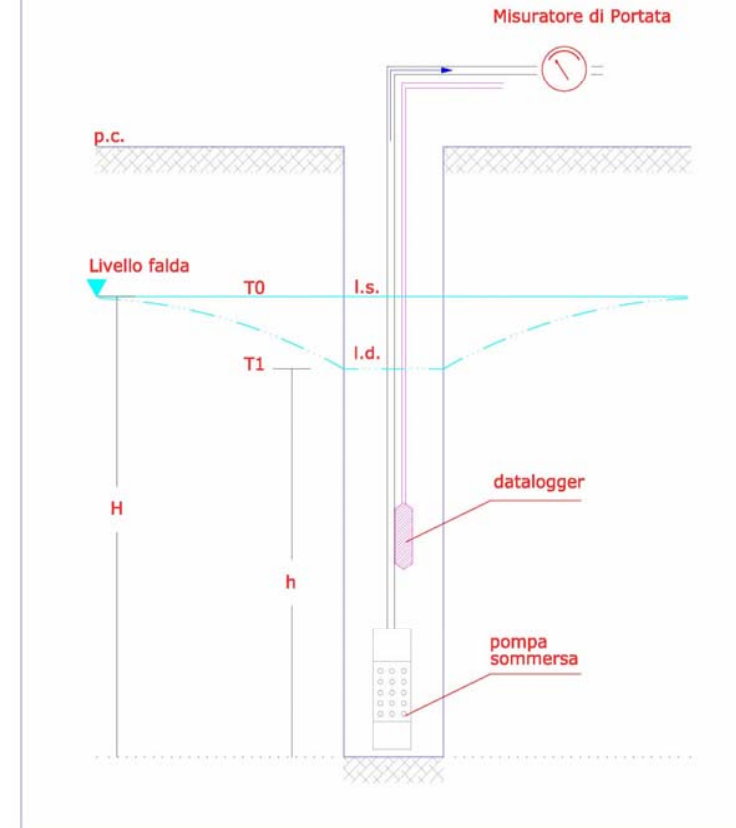 Misuratore di Portata
p.c.
Livello falda
T0
l.s.
l.d.
T1
datalogger
H
h
pompa
sommersa